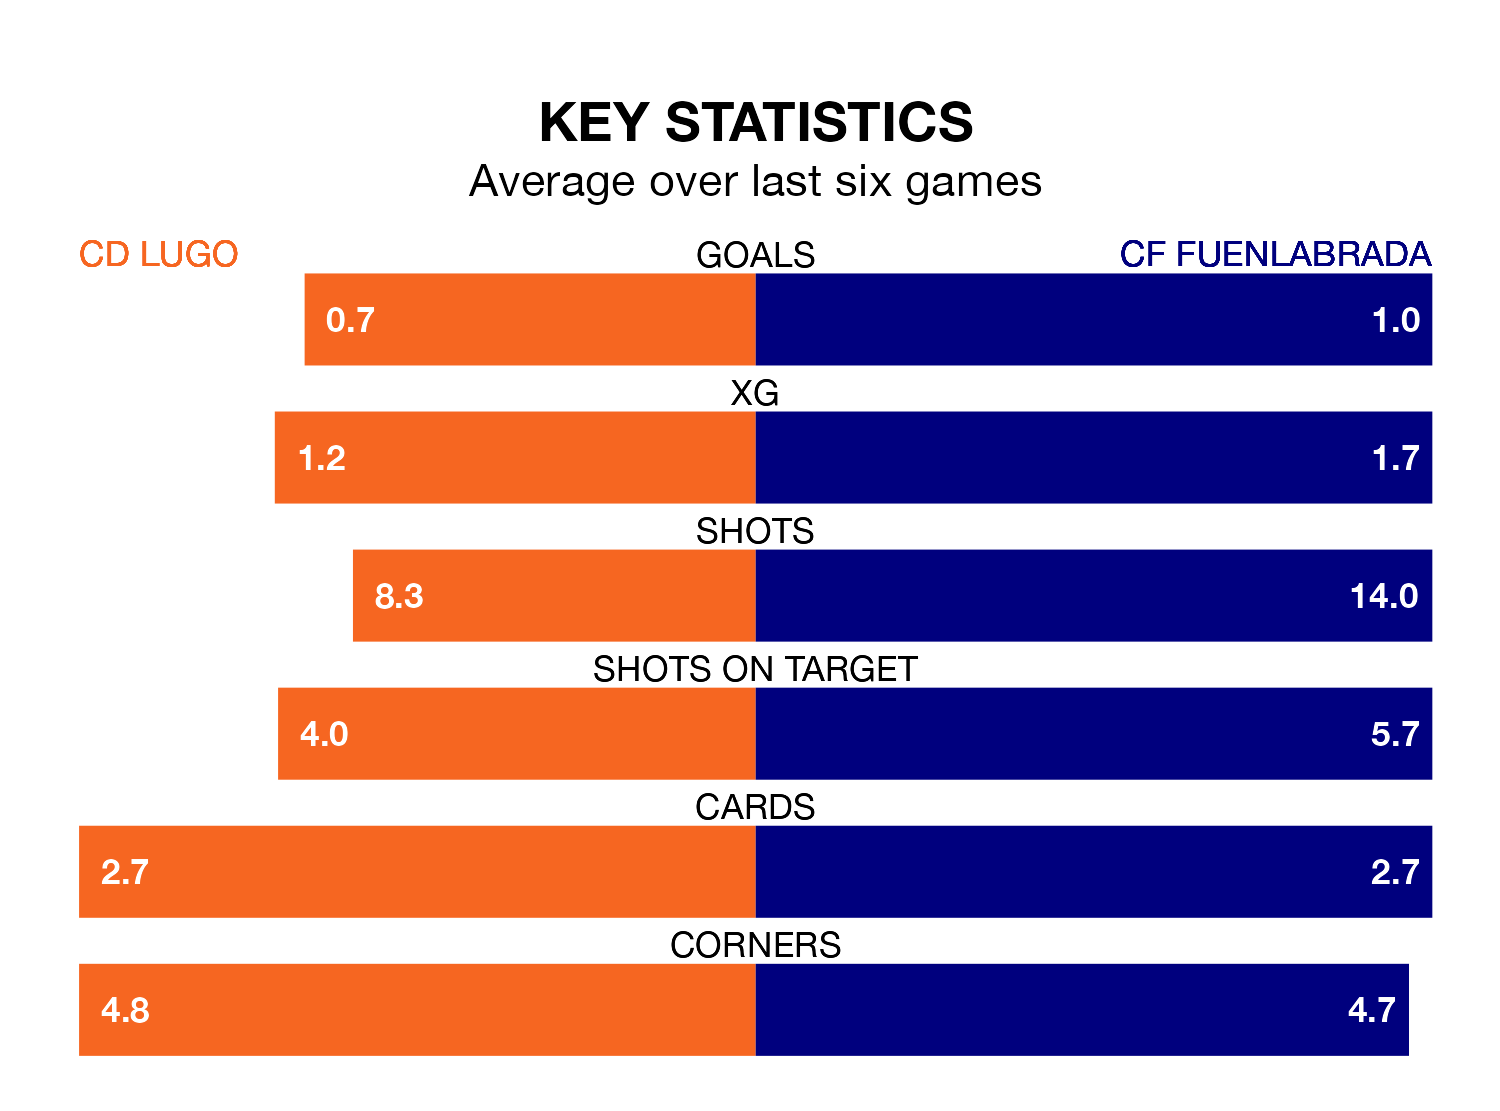 KEY STATISTICS
Average over last six games
CD LUGO GOALS CF FUENLABRADA
0.7 1.0
XG
1.2 1.7
SHOTS
8.3 14.0
SHOTS ON TARGET
4.0 5.7
CARDS
2.7 2.7
CORNERS
4.8 4.7